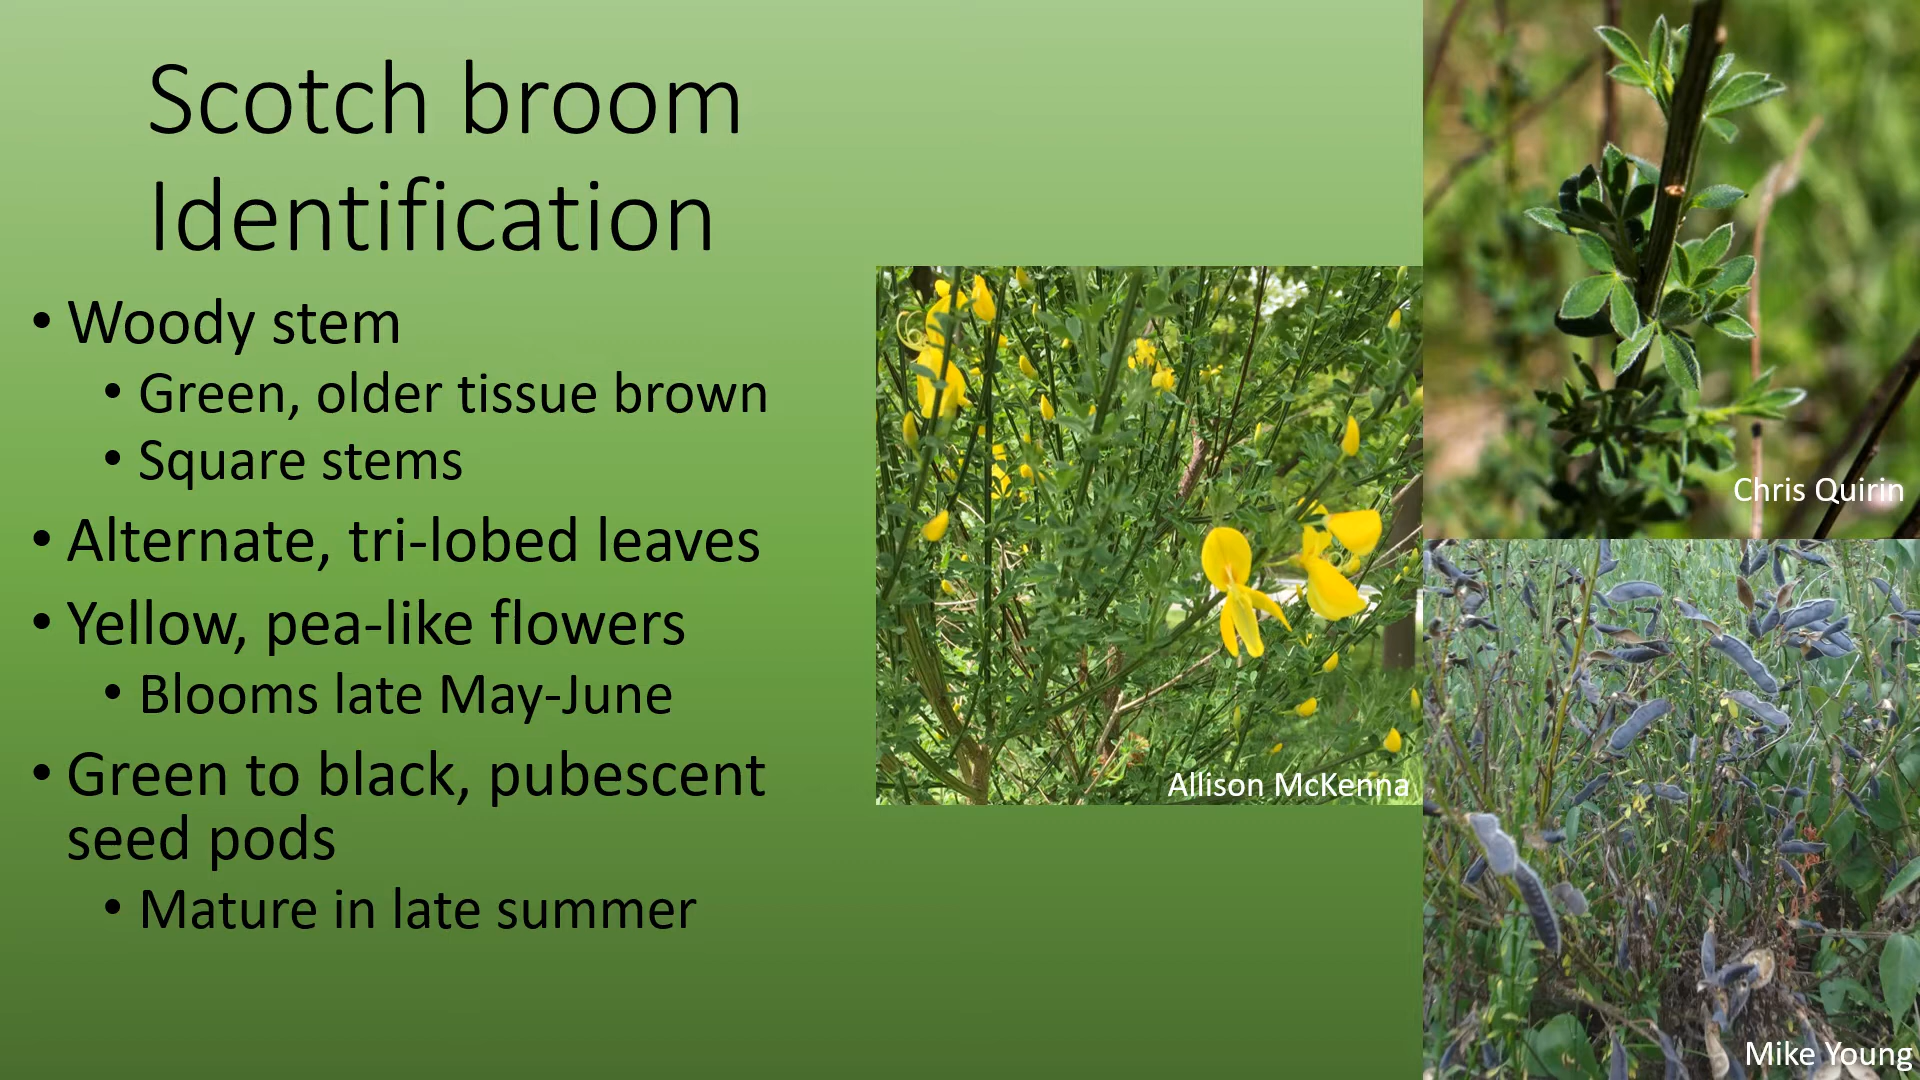 Scotch broom
Identification
• Woody stem
• Green, older tissue brown
• Square stems
• Alternate, tri-lobed leaves
• Yellow, pea-like flowers
• Blooms late May-June
• Green to black, pubescent
seed pods
• Mature in late summer
Allison McKenna
Chris Quirin
Mike Young